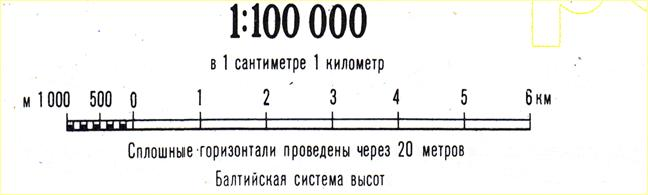 1:100 000
в 1 сантиметре 1 километр
м 1 000 500 0 1 2 3 4 5 6 км
Сплошные горизонтали проведены через 20 метров
Балтийская система высот